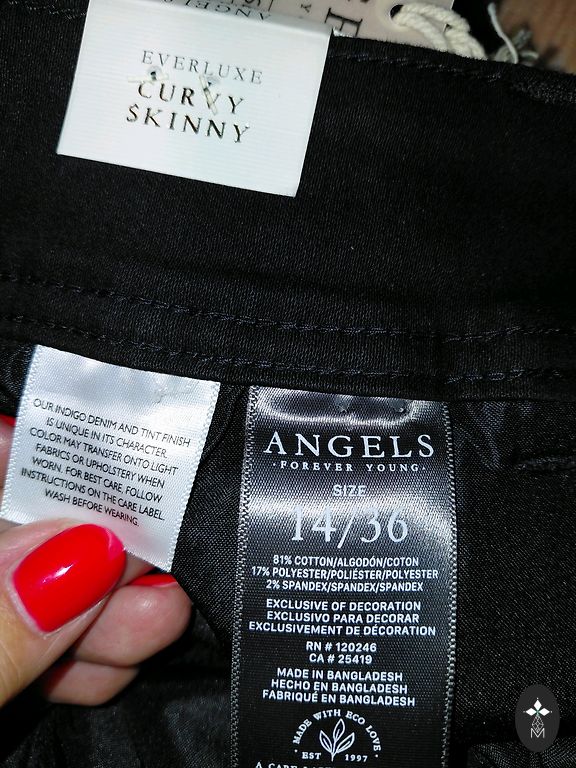 EVERLUXE
CURVY
SKINNY
OUR INDIGO DENIM AND TINT FINISH
IS UNIQUE IN ITS CHARACTER.
COLOR MAY TRANSFER ONTO LIGHT
FABRICS OR UPHOLSTERY WHEN
WORN. FOR BEST CARE, FOLLOW
INSTRUCTIONS ON THE CARE LABEL.
WASH BEFORE WEARING.
ANGELS
·FOREVER YOUNG·
SIZE
14/36
81% COTTON/ALGODÓN/COTON
17% POLYESTER/POLIÉSTER/POLYESTER
2% SPANDEX/SPANDEX/SPANDEX
EXCLUSIVE OF DECORATION
EXCLUSIVO PARA DECORAR
EXCLUSIVEMENT DE DÉCORATION
RN # 120246
CA # 25419
MADE IN BANGLADESH
HECHO EN BANGLADESH
FABRIQUÉ EN BANGLADESH
·MADE WITH ECO LOVE·
EST 1997
M